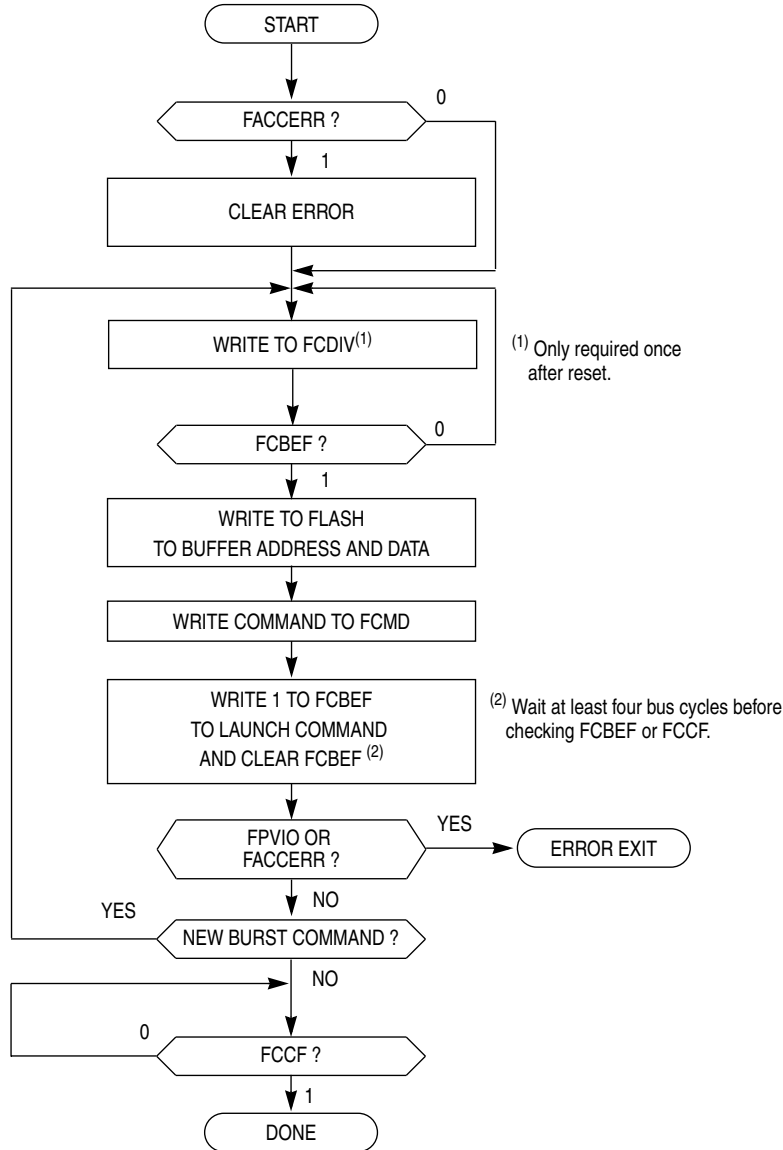 START
FACCERR ?
0
1
CLEAR ERROR
WRITE TO FCDIV(1)
(1) Only required once
after reset.
FCBEF ?
0
1
WRITE TO FLASH
TO BUFFER ADDRESS AND DATA
WRITE COMMAND TO FCMD
WRITE 1 TO FCBEF
TO LAUNCH COMMAND
AND CLEAR FCBEF (2)
(2) Wait at least four bus cycles before
checking FCBEF or FCCF.
FPVIO OR
FACCERR ?
YES
ERROR EXIT
NO
YES
NEW BURST COMMAND ?
NO
0
FCCF ?
1
DONE